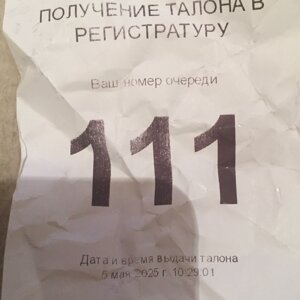 ПОЛУЧЕНИЕ ТАЛОНА В
РЕГИСТРАТУРУ
Ваш номер очереди
111
Дата и время выдачи талона
5 мая 2025 г. 10:29:01